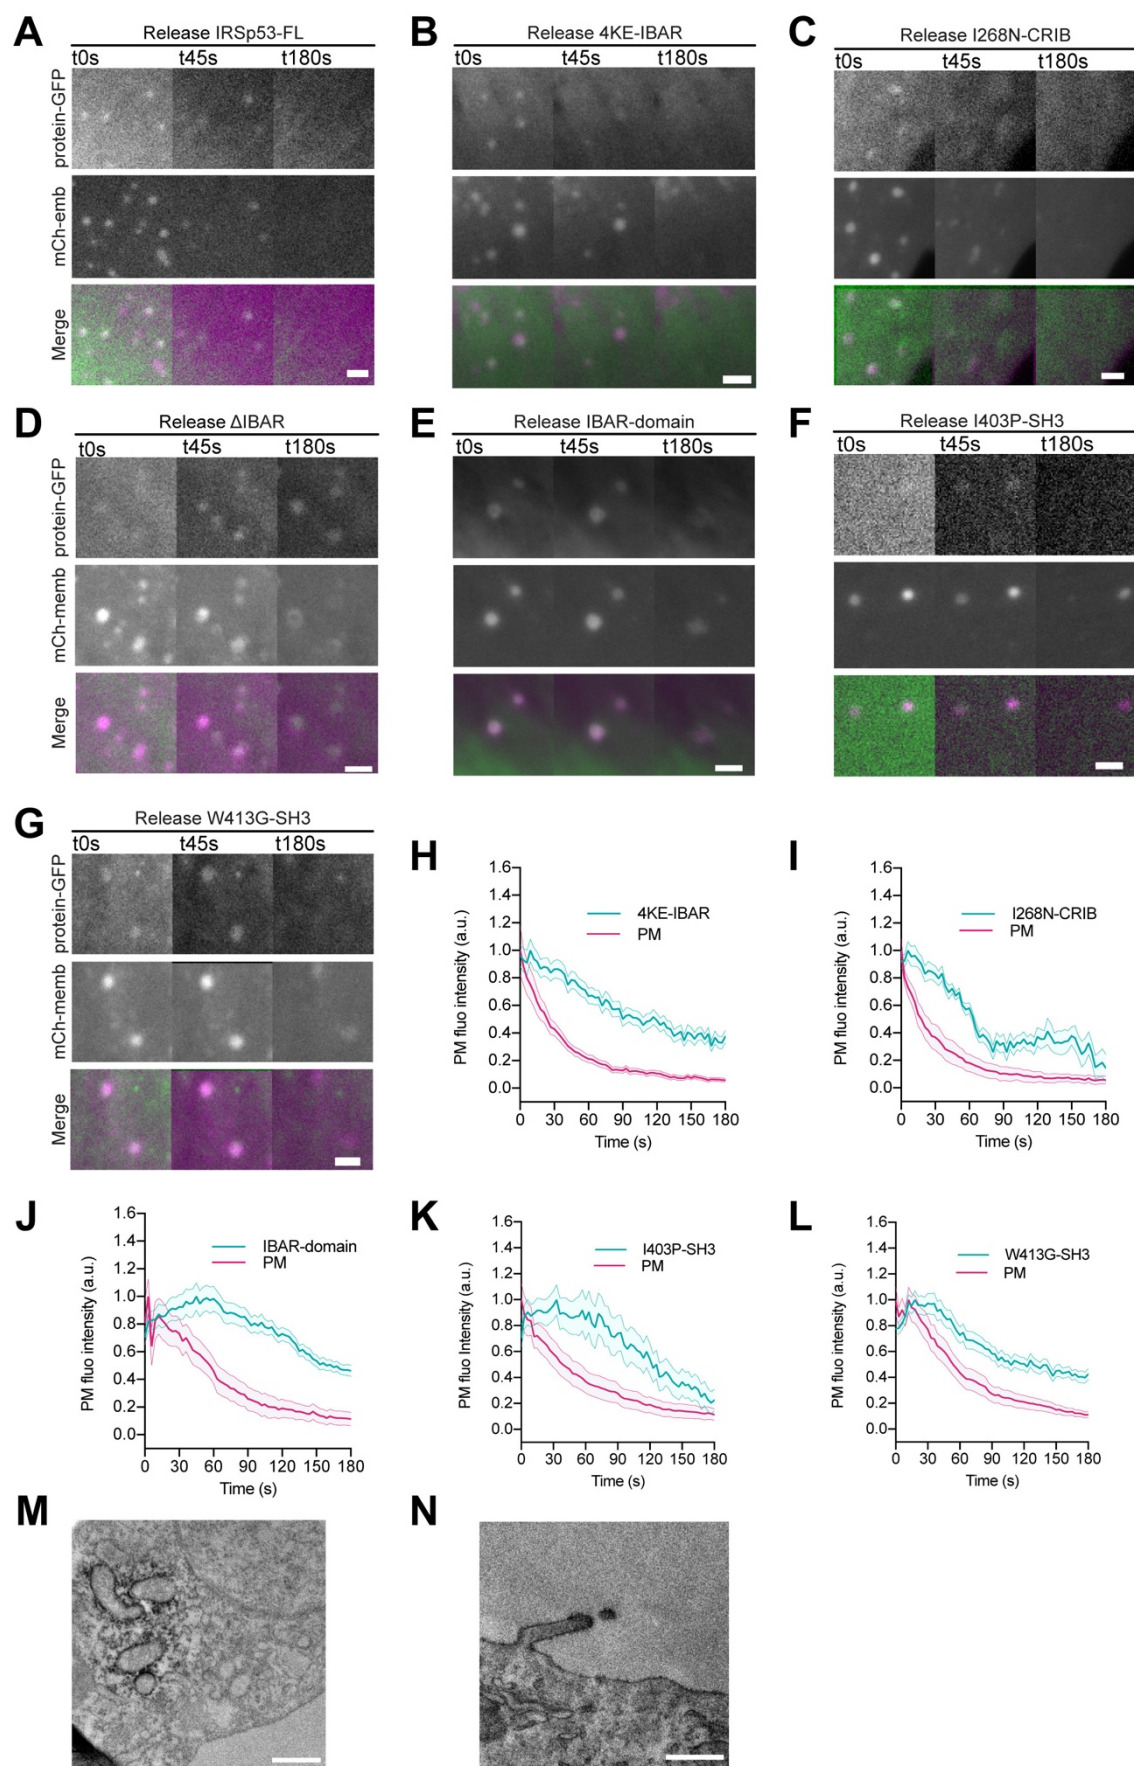 A
Release IRSp53-FL
t0s t45s t180s
protein-GFP
mCh-emb
Merge
B
Release 4KE-IBAR
t0s t45s t180s
C
Release I268N-CRIB
t0s t45s t180s
D
Release ΔIBAR
t0s t45s t180s
protein-GFP
mCh-memb
Merge
E
Release IBAR-domain
t0s t45s t180s
F
Release I403P-SH3
t0s t45s t180s
G
Release W413G-SH3
t0s t45s t180s
protein-GFP
mCh-memb
Merge
H
PM fluo intensity (a.u.)
1.6
1.4
1.2
1.0
0.8
0.6
0.4
0.2
0.0
4KE-IBAR
PM
0 30 60 90 120 150 180
Time (s)
I
PM fluo intensity (a.u.)
1.6
1.4
1.2
1.0
0.8
0.6
0.4
0.2
0.0
I268N-CRIB
PM
0 30 60 90 120 150 180
Time (s)
J
PM fluo intensity (a.u.)
1.6
1.4
1.2
1.0
0.8
0.6
0.4
0.2
0.0
IBAR-domain
PM
0 30 60 90 120 150 180
Time (s)
K
PM fluo intensity (a.u.)
1.6
1.4
1.2
1.0
0.8
0.6
0.4
0.2
0.0
I403P-SH3
PM
0 30 60 90 120 150 180
Time (s)
L
PM fluo intensity (a.u.)
1.6
1.4
1.2
1.0
0.8
0.6
0.4
0.2
0.0
W413G-SH3
PM
0 30 60 90 120 150 180
Time (s)
M
N